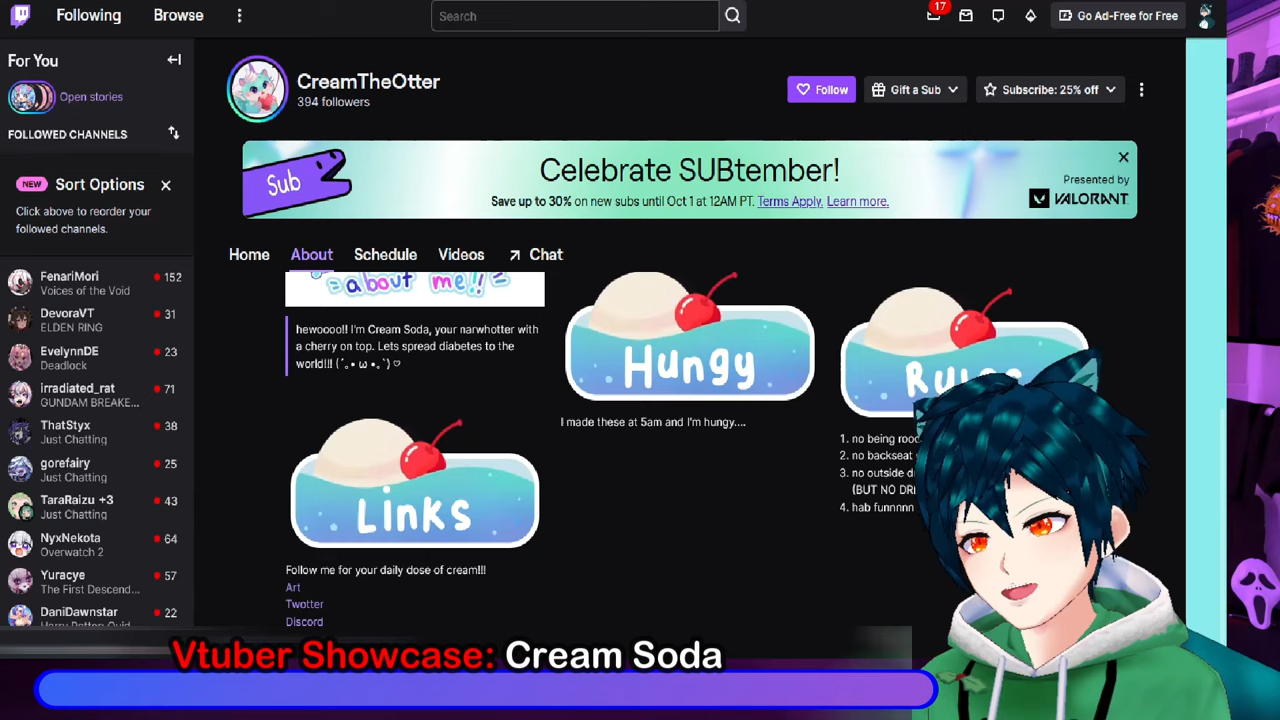 Following
Browse
Search
17
Go Ad-Free for Free
For You
Open stories
FOLLOWED CHANNELS
NEW Sort Options
Click above to reorder your
followed channels.
FenariMori 152
Voices of the Void
DevoraVT 31
ELDEN RING
EvelynnDE 23
Deadlock
irradiated_rat 71
GUNDAM BREAKE...
ThatStyx 38
Just Chatting
gorefairy 25
Just Chatting
TaraRaizu +3 43
Just Chatting
NyxNekota 64
Overwatch 2
Yuracye 57
The First Descend...
DaniDawnstar 22
Harry Potter: Quid
CreamTheOtter
394 followers
Follow
Gift a Sub
Subscribe: 25% off
Sub
Celebrate SUBtember!
Save up to 30% on new subs until Oct 1 at 12AM PT. Terms Apply. Learn more.
Presented by
VALORANT
Home
About
Schedule
Videos
Chat
about me!!
hewoooo!! I'm Cream Soda, your narwhotter with
a cherry on top. Lets spread diabetes to the
world!!! (´｡• ω •｡`) ♡
Links
Follow me for your daily dose of cream!!!
Art
Twotter
Discord
Hungy
I made these at 5am and I'm hungy....
Rules
1. no being
2. no backseat
3. no outside
(BUT NO
4. hab funnnnn
Vtuber Showcase: Cream Soda